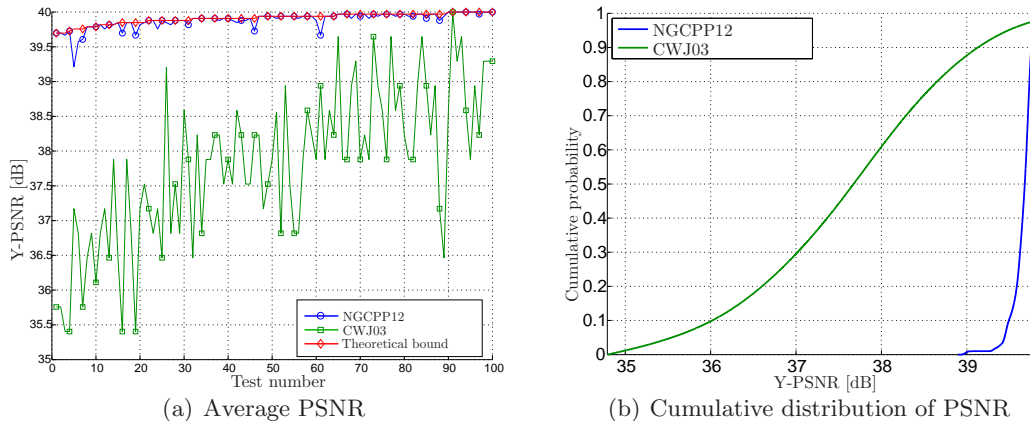 40
39.5
39
38.5
38
37.5
37
36.5
36
35.5
35
Y-PSNR [dB]
0 10 20 30 40 50 60 70 80 90 100
Test number
NGCPP12
CWJ03
Theoretical bound
(a) Average PSNR
1
0.9
0.8
0.7
0.6
0.5
0.4
0.3
0.2
0.1
0
Cumulative probability
35 36 37 38 39
Y-PSNR [dB]
NGCPP12
CWJ03
(b) Cumulative distribution of PSNR